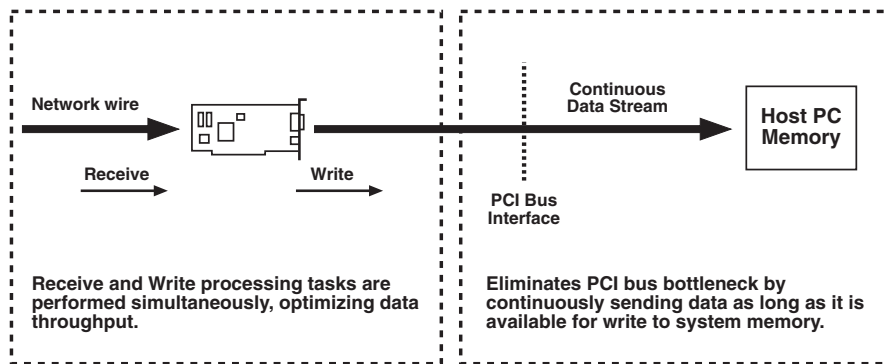 Network wire
Receive
Write
Receive and Write processing tasks are
performed simultaneously, optimizing data
throughput.
Continuous
Data Stream
Host PC
Memory
PCI Bus
Interface
Eliminates PCI bus bottleneck by
continuously sending data as long as it is
available for write to system memory.